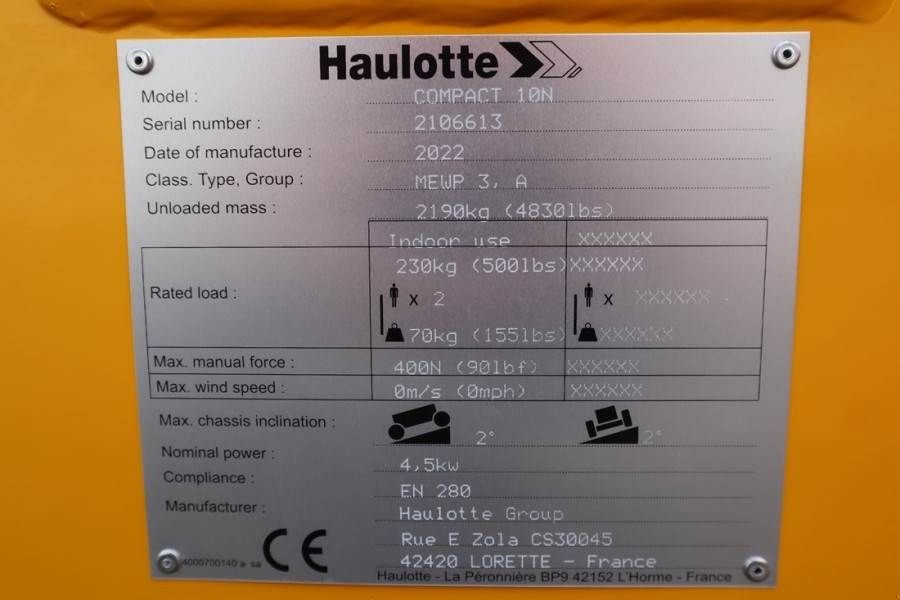 Haulotte
Model : COMPACT 10N
Serial number : 2106613
Date of manufacture : 2022
Class. Type, Group : MEWP 3, A
Unloaded mass : 2190kg (4830lbs)
Indoor use XXXXXX
230kg (500lbs) XXXXXX
Rated load : x 2 x XXXXXX
70kg (155lbs) XXXXXX
Max. manual force : 400N (90lbf) XXXXXX
Max. wind speed : 0m/s (0mph) XXXXXX
Max. chassis inclination : 2° 2°
Nominal power : 4,5kw
Compliance : EN 280
Manufacturer : Haulotte Group
Rue E Zola CS30045
42420 LORETTE - France
4000700140 a sa CE
Haulotte - La Péronnière BP9 42152 L'Horme - France